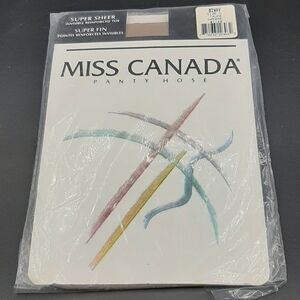 SUPER SHEER
INVISIBLE REINFORCED TOE
SUPER FIN
POINTES RENFORCÉES INVISIBLES
MISS CANADA®
PANTY HOSE